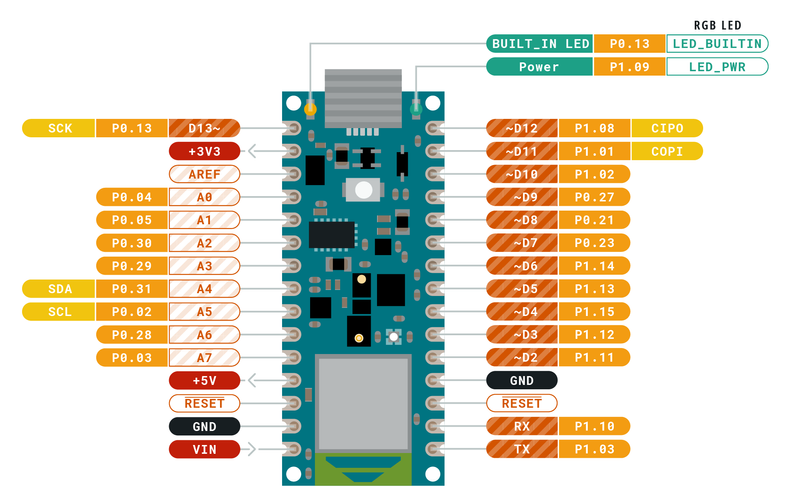 RGB LED
BUILT_IN LED P0.13 LED_BUILTIN
Power P1.09 LED_PWR
SCK P0.13 D13~ ~D12 P1.08 CIPO
+3V3 ~D11 P1.01 COPI
AREF ~D10 P1.02
P0.04 A0 ~D9 P0.27
P0.05 A1 ~D8 P0.21
P0.30 A2 ~D7 P0.23
P0.29 A3 ~D6 P1.14
SDA P0.31 A4 ~D5 P1.13
SCL P0.02 A5 ~D4 P1.15
P0.28 A6 ~D3 P1.12
P0.03 A7 ~D2 P1.11
+5V GND
RESET RESET
GND RX P1.10
VIN TX P1.03